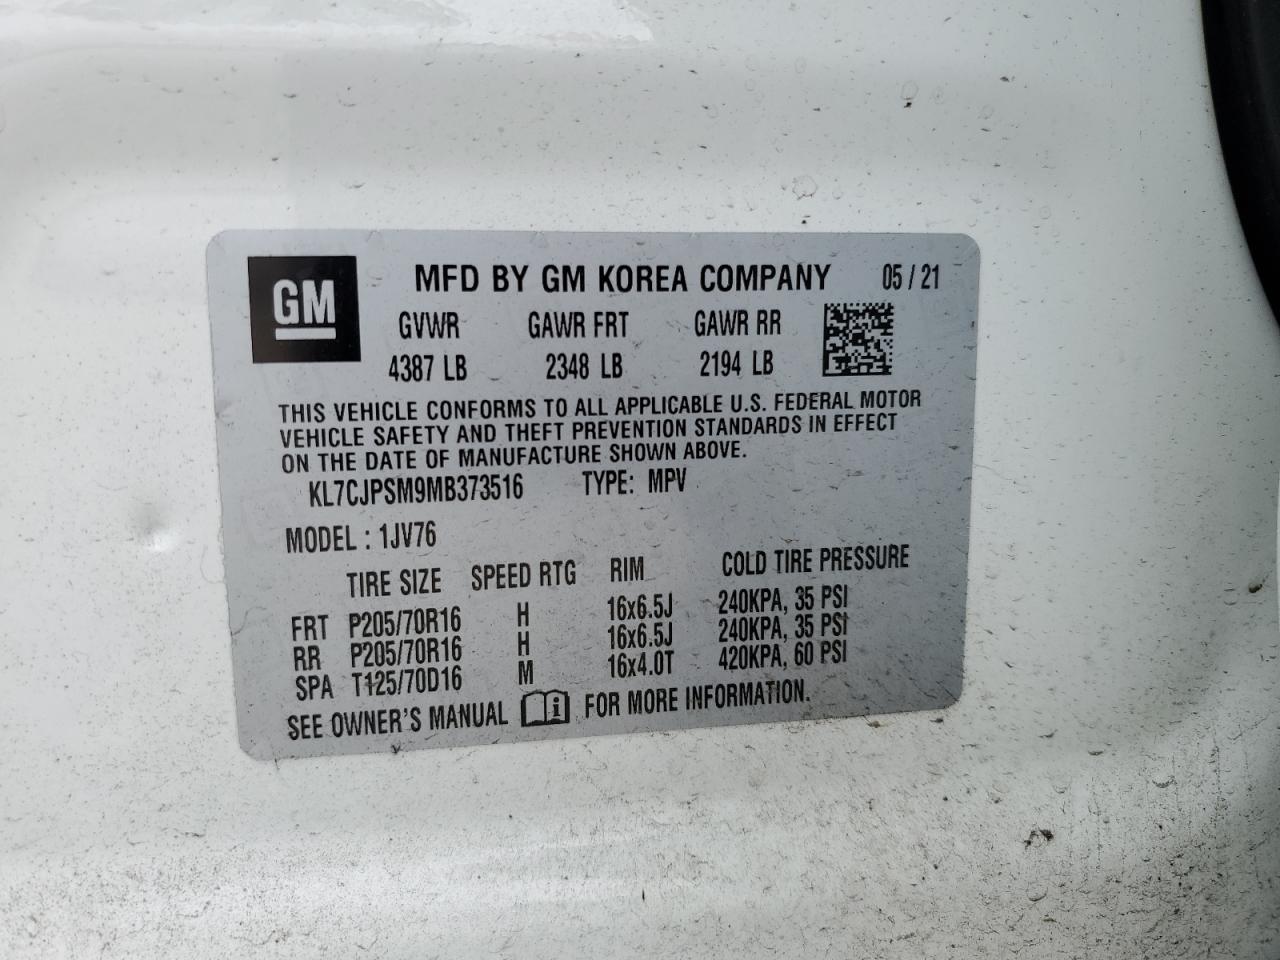 GM
MFD BY GM KOREA COMPANY 05 / 21
GVWR GAWR FRT GAWR RR
4387 LB 2348 LB 2194 LB
THIS VEHICLE CONFORMS TO ALL APPLICABLE U.S. FEDERAL MOTOR
VEHICLE SAFETY AND THEFT PREVENTION STANDARDS IN EFFECT
ON THE DATE OF MANUFACTURE SHOWN ABOVE.
KL7CJPSM9MB373516 TYPE: MPV
MODEL : 1JV76
TIRE SIZE SPEED RTG RIM COLD TIRE PRESSURE
FRT P205/70R16 H 16x6.5J 240KPA, 35 PSI
RR P205/70R16 H 16x6.5J 240KPA, 35 PSI
SPA T125/70D16 M 16x4.0T 420KPA, 60 PSI
SEE OWNER'S MANUAL FOR MORE INFORMATION.